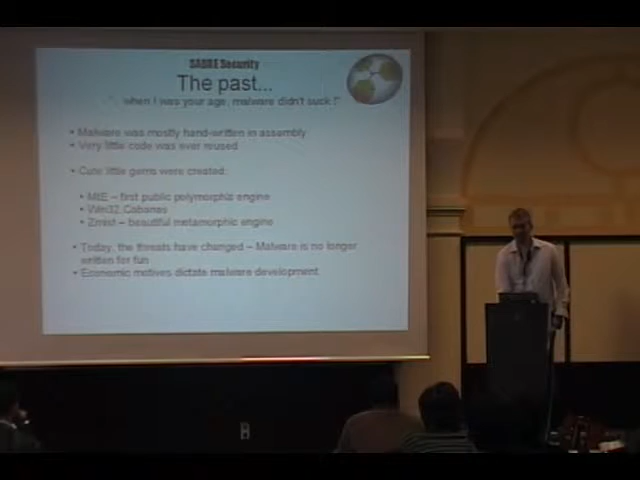 SABRE Security
The past...
"... when I was your age, malware didn't suck !"
• Malware was mostly hand-written in assembly
• Very little code was ever reused
• Cute little gems were created:
• MtE – first public polymorphic engine
• Win32.Cabanas
• Zmist – beautiful metamorphic engine
• Today, the threats have changed – Malware is no longer
written for fun
• Economic motives dictate malware development